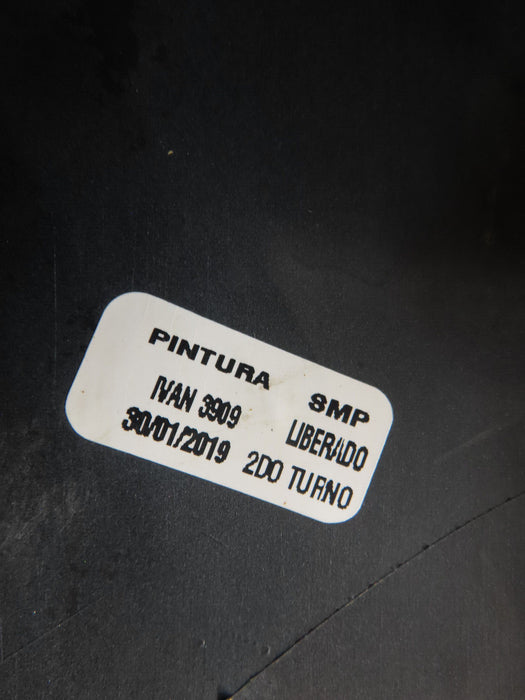 PINTURA SMP
IVAN 3909 LIBERADO
30/01/2019 2DO TURNO